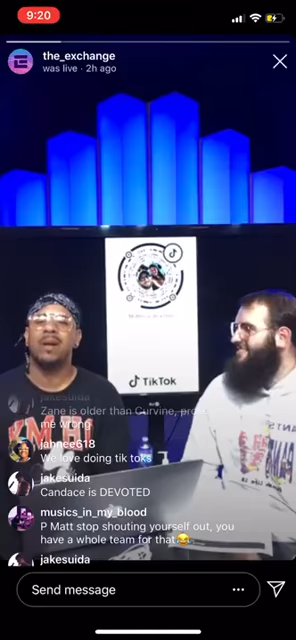 9:20
the_exchange
was live · 2h ago
TikTok
jakesuida
Zane is older than Curvine,
me wrong
jahnee618
We love doing tik toks
jakesuida
Candace is DEVOTED
musics_in_my_blood
P Matt stop shouting yourself out, you
have a whole team for that😂
jakesuida
Send message